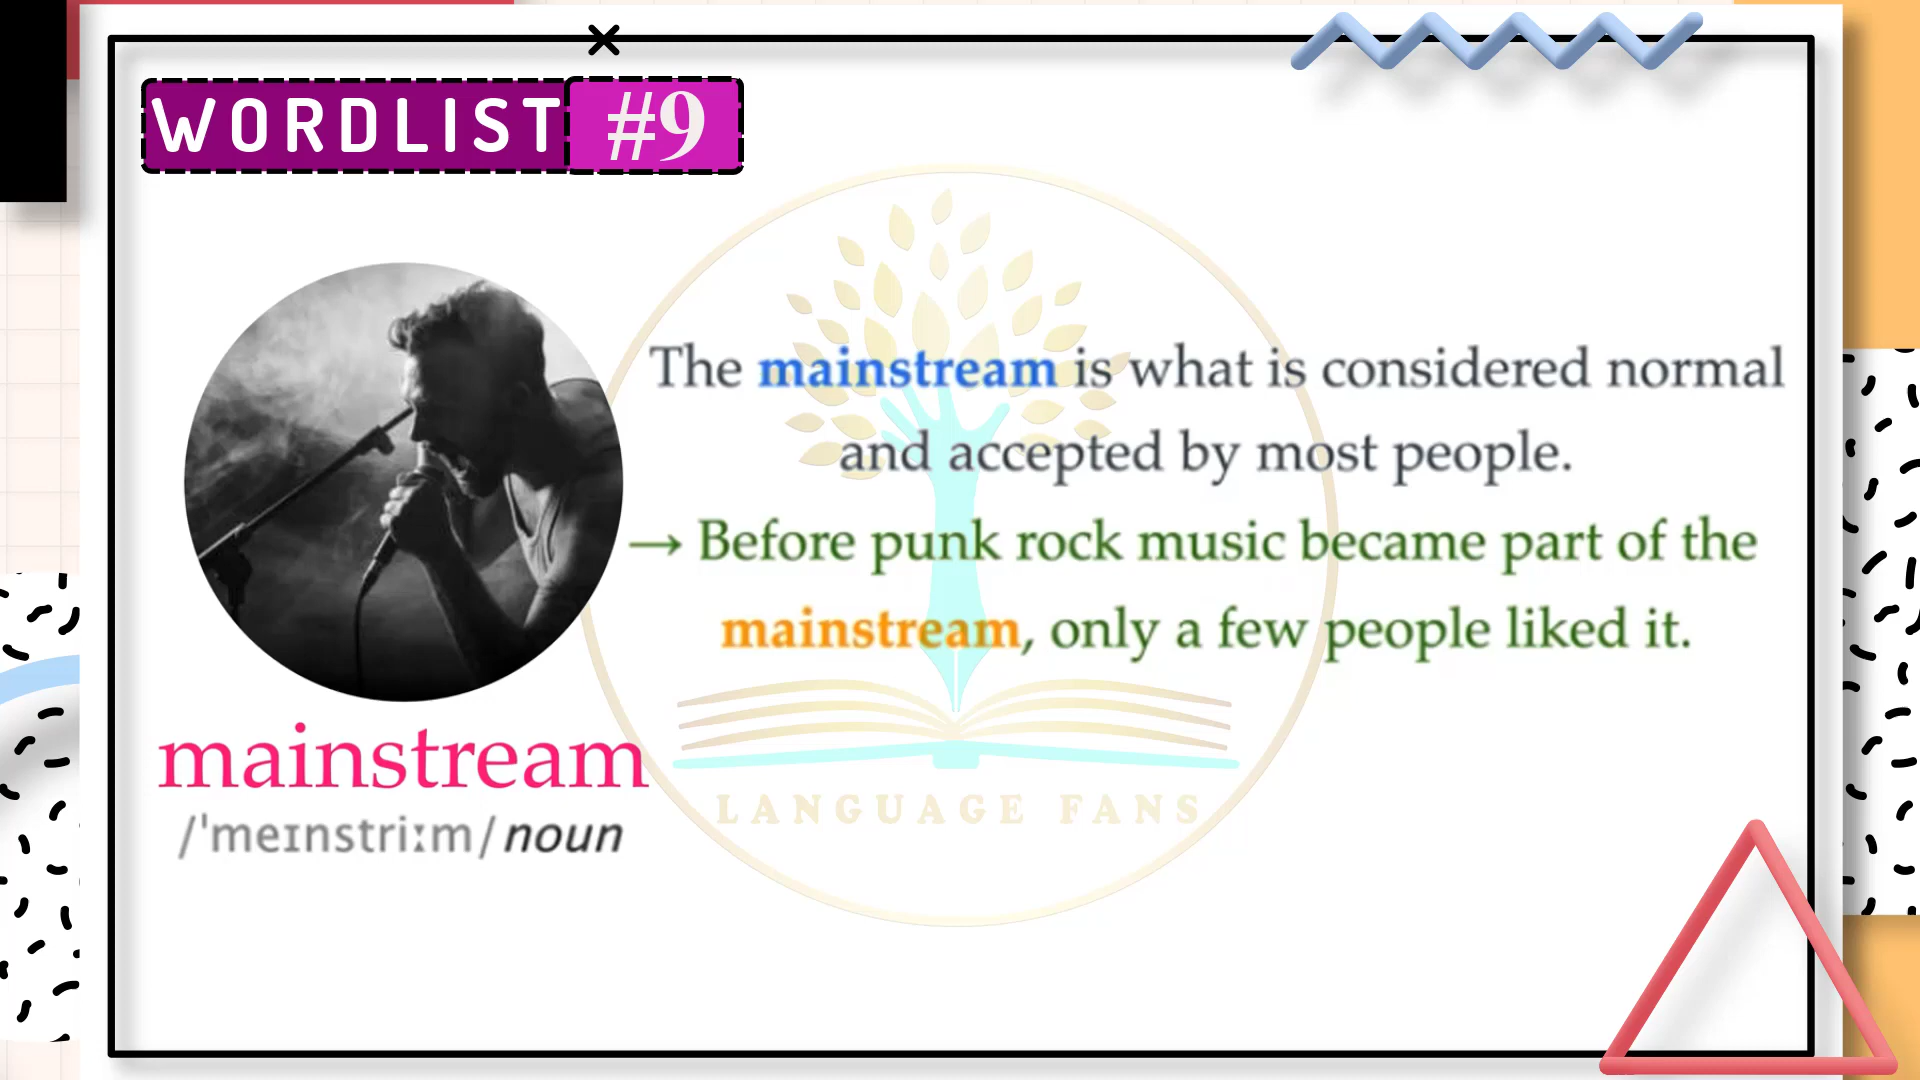 WORDLIST #9
The mainstream is what is considered normal
and accepted by most people.
→ Before punk rock music became part of the
mainstream, only a few people liked it.
mainstream
/ˈmeɪnstriːm/ noun
LANGUAGE FANS